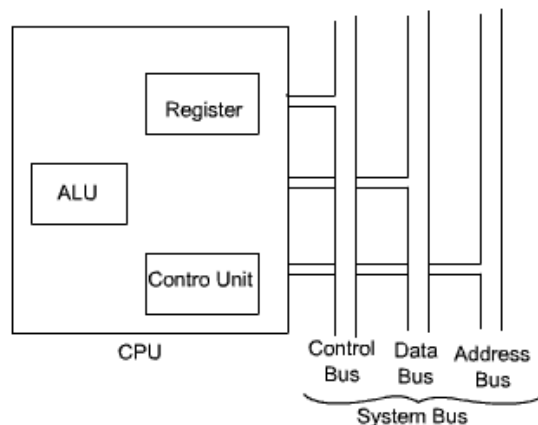 Register
ALU
Contro Unit
CPU
Control
Bus
Data
Bus
Address
Bus
System Bus